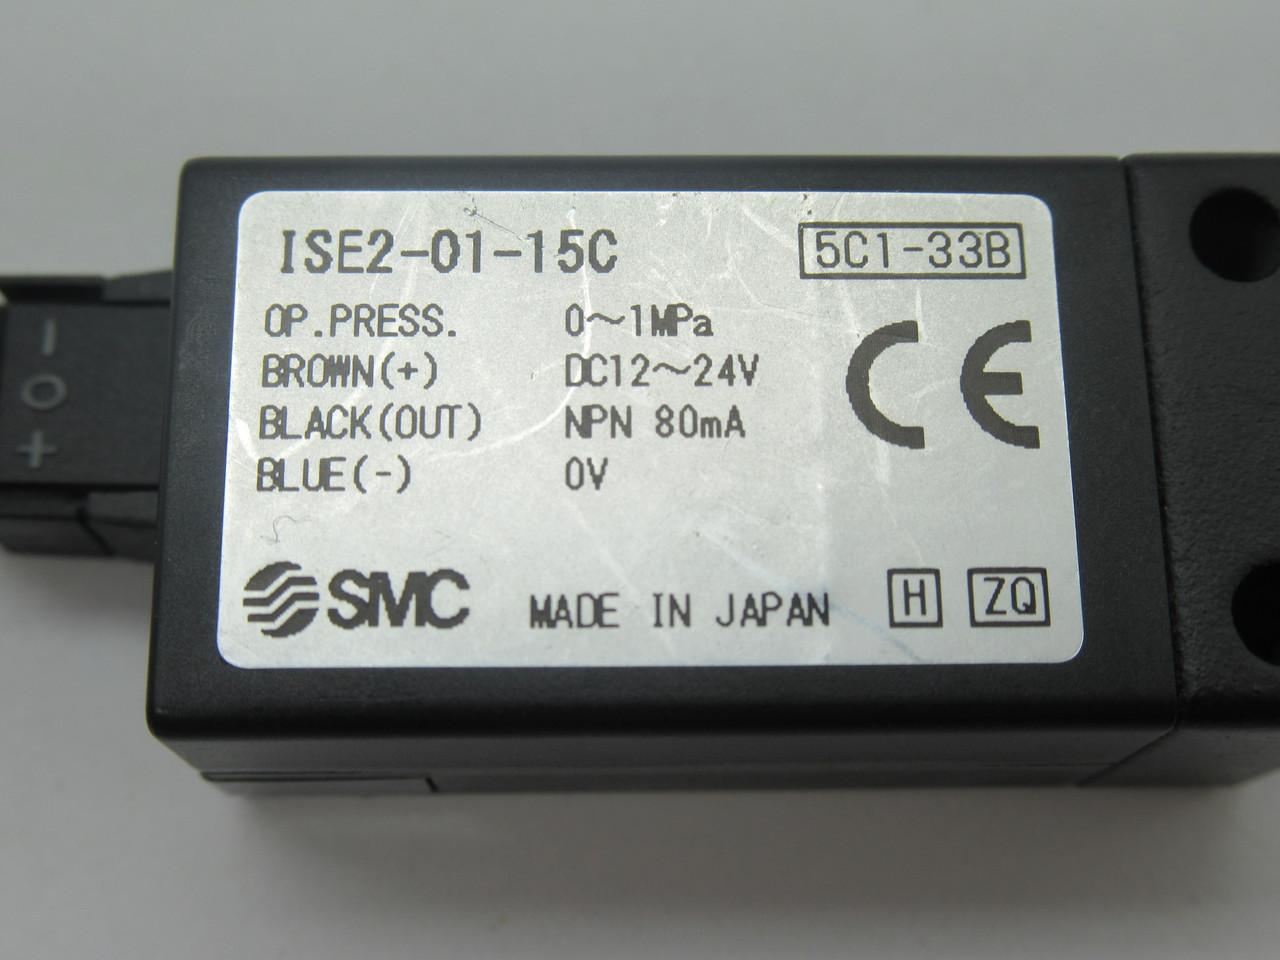 ISE2-01-15C 5C1-33B
OP.PRESS. 0~1MPa
BROWN(+) DC12~24V
BLACK(OUT) NPN 80mA
BLUE(-) 0V
CE
SMC MADE IN JAPAN H ZQ
- O +